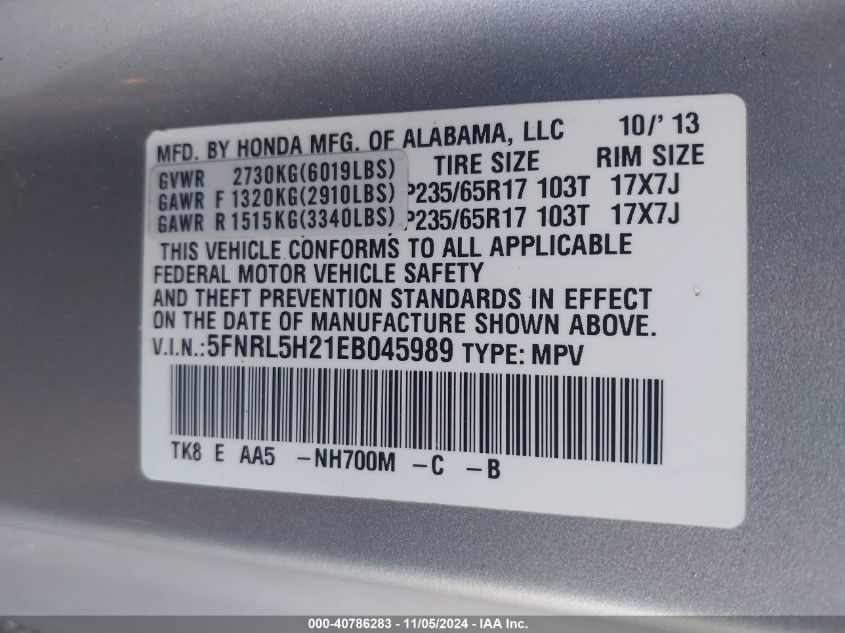 MFD. BY HONDA MFG. OF ALABAMA, LLC 10/' 13
TIRE SIZE RIM SIZE
GVWR 2730KG(6019LBS)
GAWR F 1320KG(2910LBS) P235/65R17 103T 17X7J
GAWR R 1515KG(3340LBS) P235/65R17 103T 17X7J
THIS VEHICLE CONFORMS TO ALL APPLICABLE
FEDERAL MOTOR VEHICLE SAFETY
AND THEFT PREVENTION STANDARDS IN EFFECT
ON THE DATE OF MANUFACTURE SHOWN ABOVE.
V.I.N.:5FNRL5H21EB045989 TYPE: MPV
TK8 E AA5 -NH700M -C -B
000-40786283 - 11/05/2024 - IAA Inc.